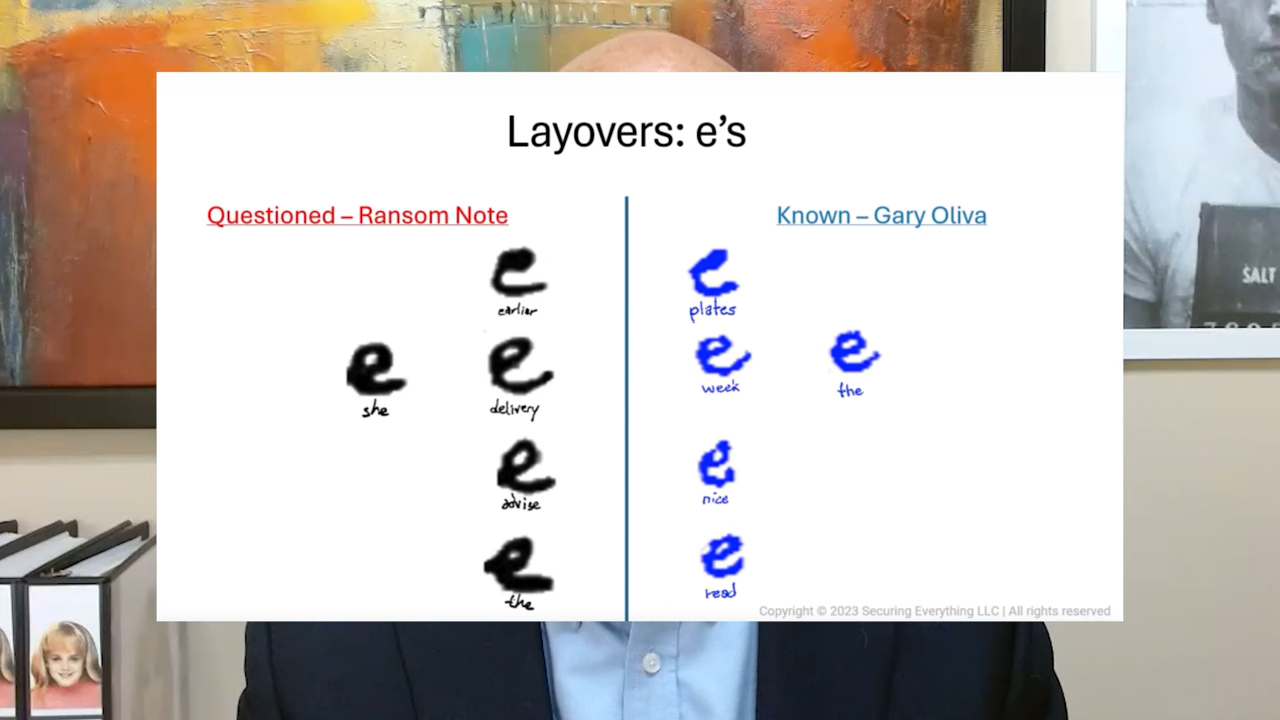 Layovers: e's
Questioned – Ransom Note
Known – Gary Oliva
e e
earlier plates
e e e e
she delivery week the
e e
advise nice
e e
the read
SALT
Copyright © 2023 Securing Everything LLC | All rights reserved